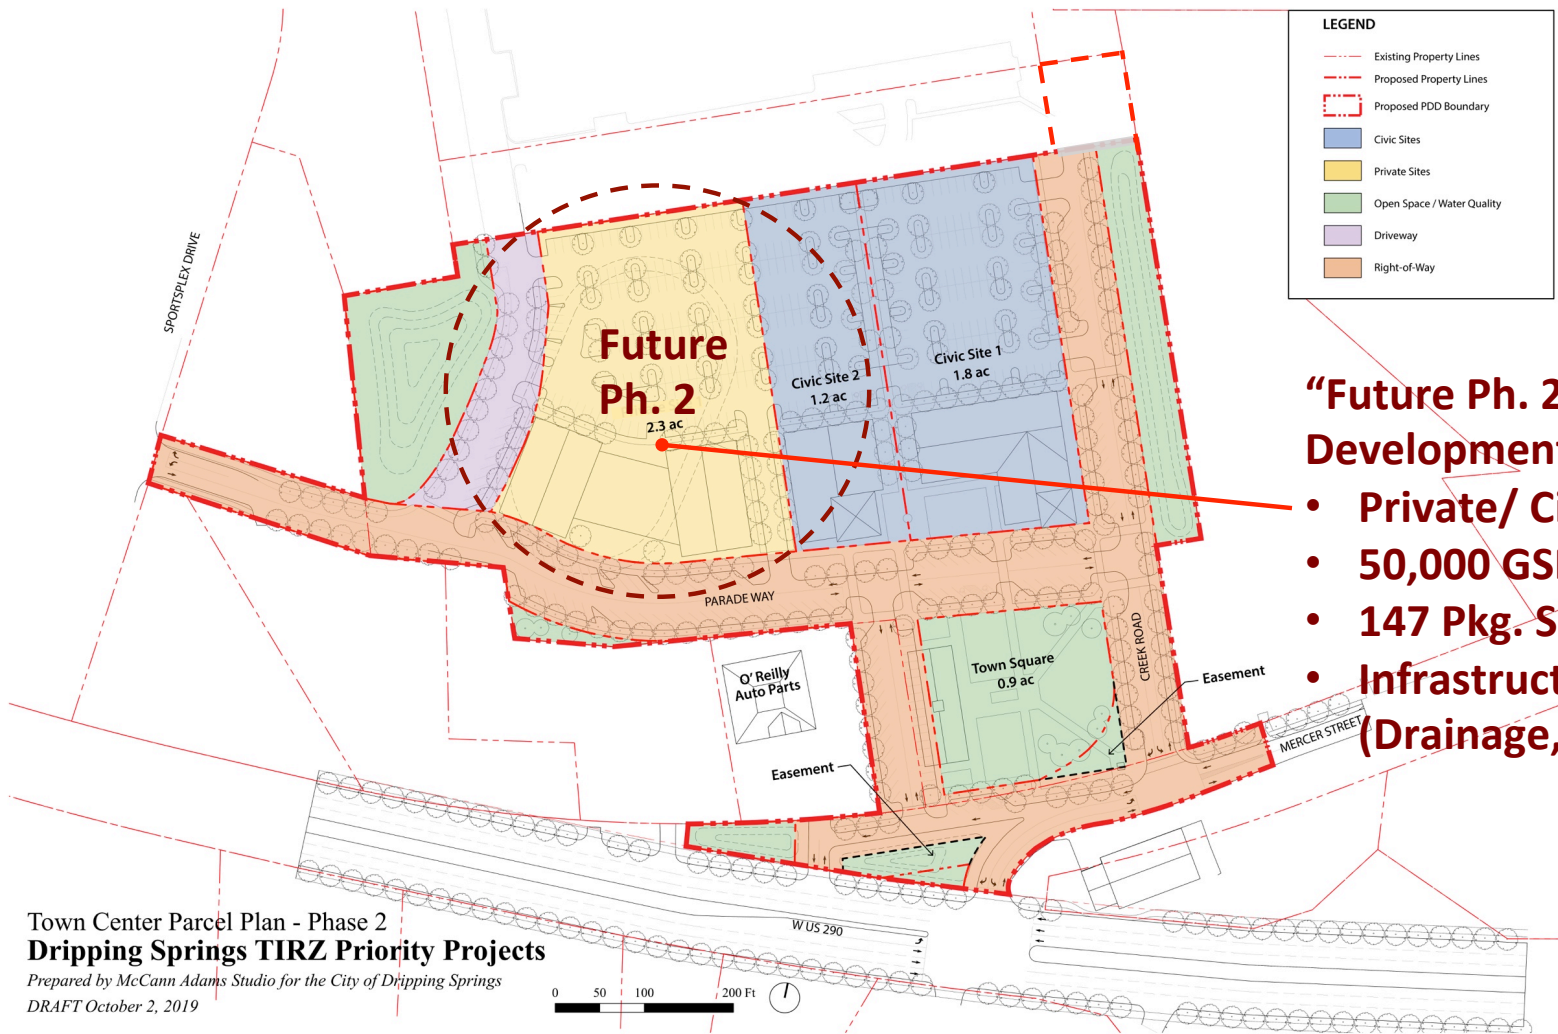 LEGEND
Existing Property Lines
Proposed Property Lines
Proposed PDD Boundary
Civic Sites
Private Sites
Open Space / Water Quality
Driveway
Right-of-Way
SPORTSPLEX DRIVE
Future
Ph. 2
2.3 ac
Civic Site 2
1.2 ac
Civic Site 1
1.8 ac
“Future Ph. 2
Development
• Private/ Ci
• 50,000 GS
• 147 Pkg. S
• Infrastruct
(Drainage,
PARADE WAY
CREEK ROAD
Town Square
0.9 ac
O' Reilly
Auto Parts
Easement
Easement
MERCER STREET
W US 290
Town Center Parcel Plan - Phase 2
Dripping Springs TIRZ Priority Projects
Prepared by McCann Adams Studio for the City of Dripping Springs
DRAFT October 2, 2019
0 50 100 200 Ft